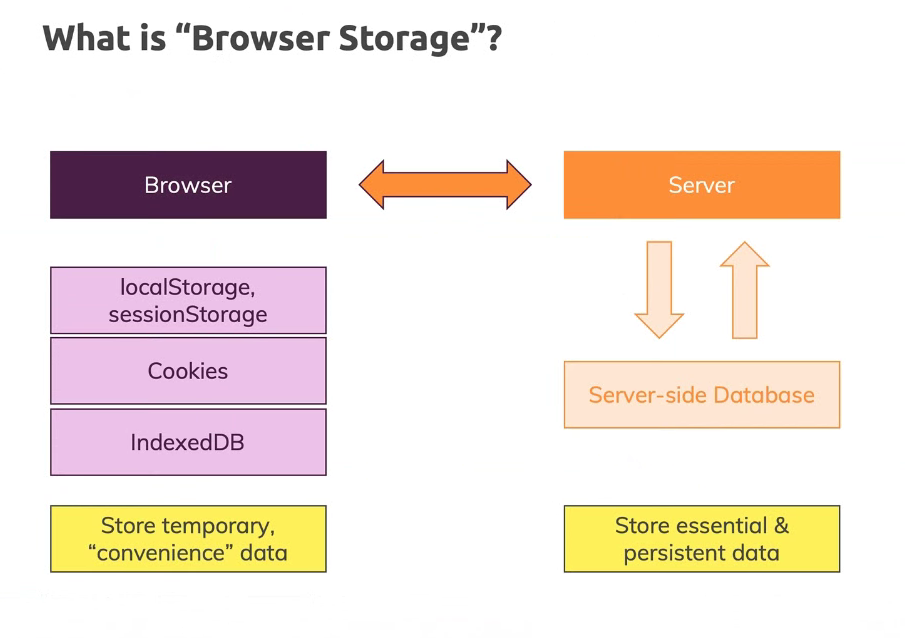 What is “Browser Storage”?
Browser
Server
localStorage,
sessionStorage
Cookies
Server-side Database
IndexedDB
Store temporary,
“convenience” data
Store essential &
persistent data